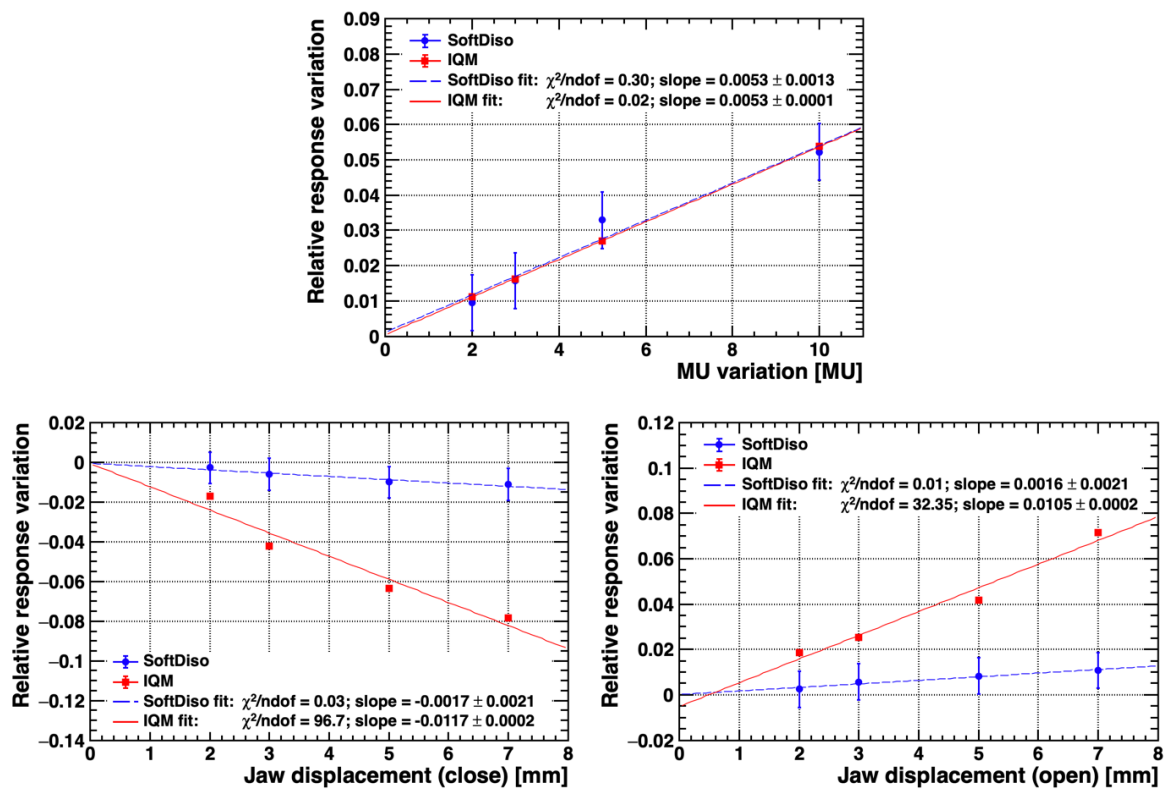 Relative response variation
0.09
0.08
0.07
0.06
0.05
0.04
0.03
0.02
0.01
0
SoftDiso
IQM
SoftDiso fit: χ²/ndof = 0.30; slope = 0.0053 ± 0.0013
IQM fit: χ²/ndof = 0.02; slope = 0.0053 ± 0.0001
0 2 4 6 8 10
MU variation [MU]
Relative response variation
0.02
0
−0.02
−0.04
−0.06
−0.08
−0.1
−0.12
−0.14
SoftDiso
IQM
SoftDiso fit: χ²/ndof = 0.03; slope = -0.0017 ± 0.0021
IQM fit: χ²/ndof = 96.7; slope = -0.0117 ± 0.0002
0 1 2 3 4 5 6 7 8
Jaw displacement (close) [mm]
Relative response variation
0.12
0.1
0.08
0.06
0.04
0.02
0
−0.02
SoftDiso
IQM
SoftDiso fit: χ²/ndof = 0.01; slope = 0.0016 ± 0.0021
IQM fit: χ²/ndof = 32.35; slope = 0.0105 ± 0.0002
0 1 2 3 4 5 6 7 8
Jaw displacement (open) [mm]